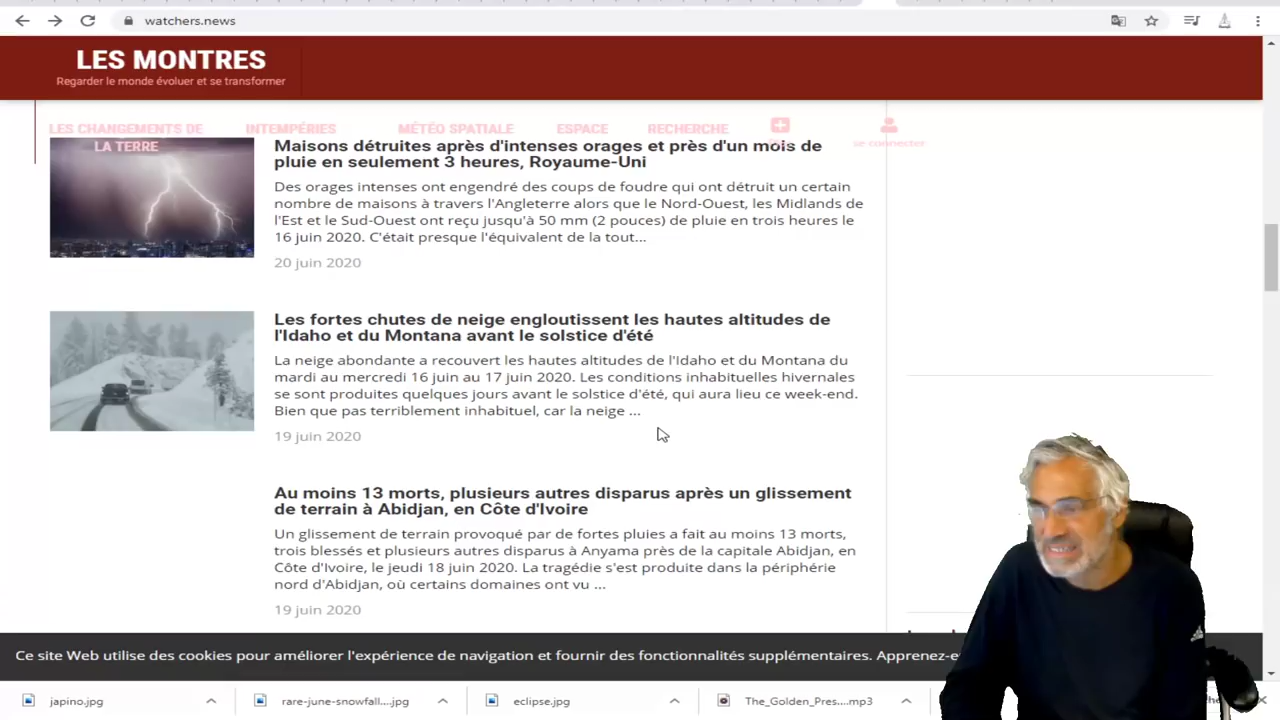 watchers.news
LES MONTRES
Regarder le monde évoluer et se transformer
LES CHANGEMENTS DE LA TERRE
INTEMPÉRIES
MÉTÉO SPATIALE
ESPACE
RECHERCHE
se connecter
Maisons détruites après d'intenses orages et près d'un mois de
pluie en seulement 3 heures, Royaume-Uni
Des orages intenses ont engendré des coups de foudre qui ont détruit un certain
nombre de maisons à travers l'Angleterre alors que le Nord-Ouest, les Midlands de
l'Est et le Sud-Ouest ont reçu jusqu'à 50 mm (2 pouces) de pluie en trois heures le
16 juin 2020. C'était presque l'équivalent de la tout...
20 juin 2020
Les fortes chutes de neige engloutissent les hautes altitudes de
l'Idaho et du Montana avant le solstice d'été
La neige abondante a recouvert les hautes altitudes de l'Idaho et du Montana du
mardi au mercredi 16 juin au 17 juin 2020. Les conditions inhabituelles hivernales
se sont produites quelques jours avant le solstice d'été, qui aura lieu ce week-end.
Bien que pas terriblement inhabituel, car la neige ...
19 juin 2020
Au moins 13 morts, plusieurs autres disparus après un glissement
de terrain à Abidjan, en Côte d'Ivoire
Un glissement de terrain provoqué par de fortes pluies a fait au moins 13 morts,
trois blessés et plusieurs autres disparus à Anyama près de la capitale Abidjan, en
Côte d'Ivoire, le jeudi 18 juin 2020. La tragédie s'est produite dans la périphérie
nord d'Abidjan, où certains domaines ont vu ...
19 juin 2020
Ce site Web utilise des cookies pour améliorer l'expérience de navigation et fournir des fonctionnalités supplémentaires. Apprenez-e
japino.jpg
rare-june-snowfall....jpg
eclipse.jpg
The_Golden_Pres....mp3